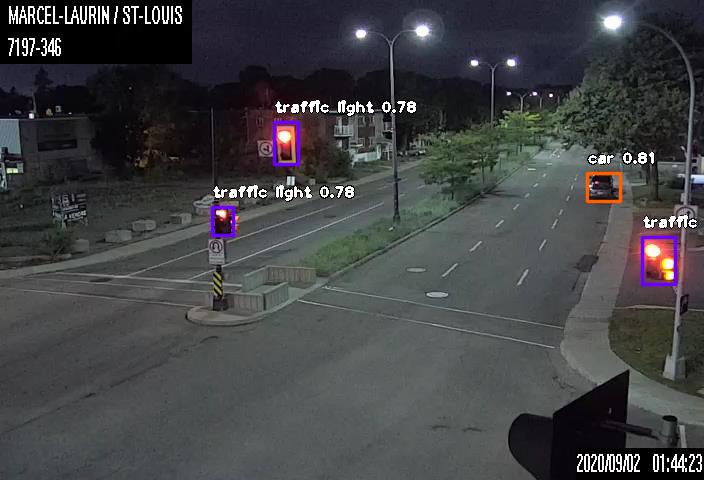 MARCEL-LAURIN / ST-LOUIS
7197-346
traffic light 0.78
car 0.81
traffic light 0.78
traffic
2020/09/02 01:44:23